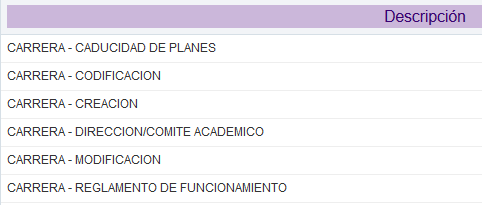 Descripción
CARRERA - CADUCIDAD DE PLANES
CARRERA - CODIFICACION
CARRERA - CREACION
CARRERA - DIRECCION/COMITE ACADEMICO
CARRERA - MODIFICACION
CARRERA - REGLAMENTO DE FUNCIONAMIENTO